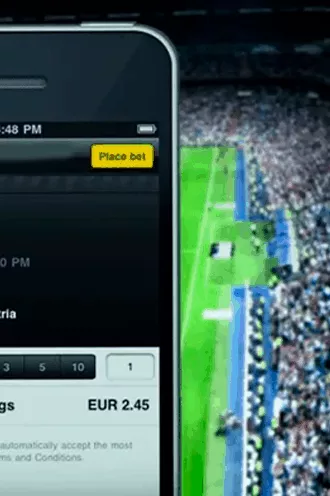 :48 PM
Place bet
0 PM
tria
3 5 10 1
gs EUR 2.45
automatically accept the most
ms and Conditions.